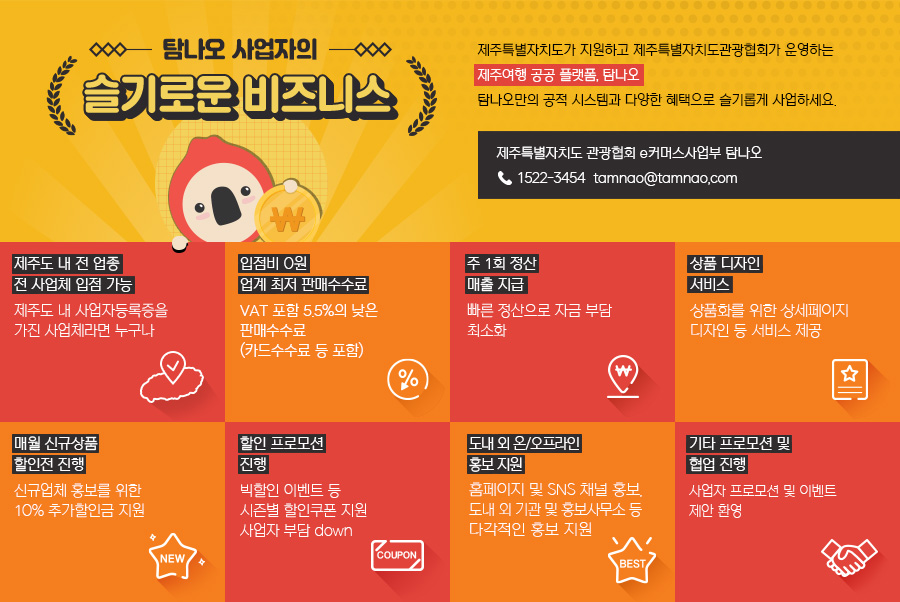 탐나오 사업자의
슬기로운 비즈니스
제주특별자치도가 지원하고 제주특별자치도관광협회가 운영하는
제주여행 공공 플랫폼, 탐나오
탐나오만의 공적 시스템과 다양한 혜택으로 슬기롭게 사업하세요.
제주특별자치도 관광협회 e커머스사업부 탐나오
1522-3454 tamnao@tamnao.com
₩
제주도 내 전 업종
전 사업체 입점 가능
제주도 내 사업자등록증을
가진 사업체라면 누구나
입점비 0원
업계 최저 판매수수료
VAT 포함 5.5%의 낮은
판매수수료
(카드수수료 등 포함)
%
주 1회 정산
매출 지급
빠른 정산으로 자금 부담
최소화
₩
상품 디자인
서비스
상품화를 위한 상세페이지
디자인 등 서비스 제공
매월 신규상품
할인전 진행
신규업체 홍보를 위한
10% 추가할인금 지원
NEW
할인 프로모션
진행
빅할인 이벤트 등
시즌별 할인쿠폰 지원
사업자 부담 down
COUPON
도내 외 온/오프라인
홍보 지원
홈페이지 및 SNS 채널 홍보,
도내 외 기관 및 홍보사무소 등
다각적인 홍보 지원
BEST
기타 프로모션 및
협업 진행
사업자 프로모션 및 이벤트
제안 환영